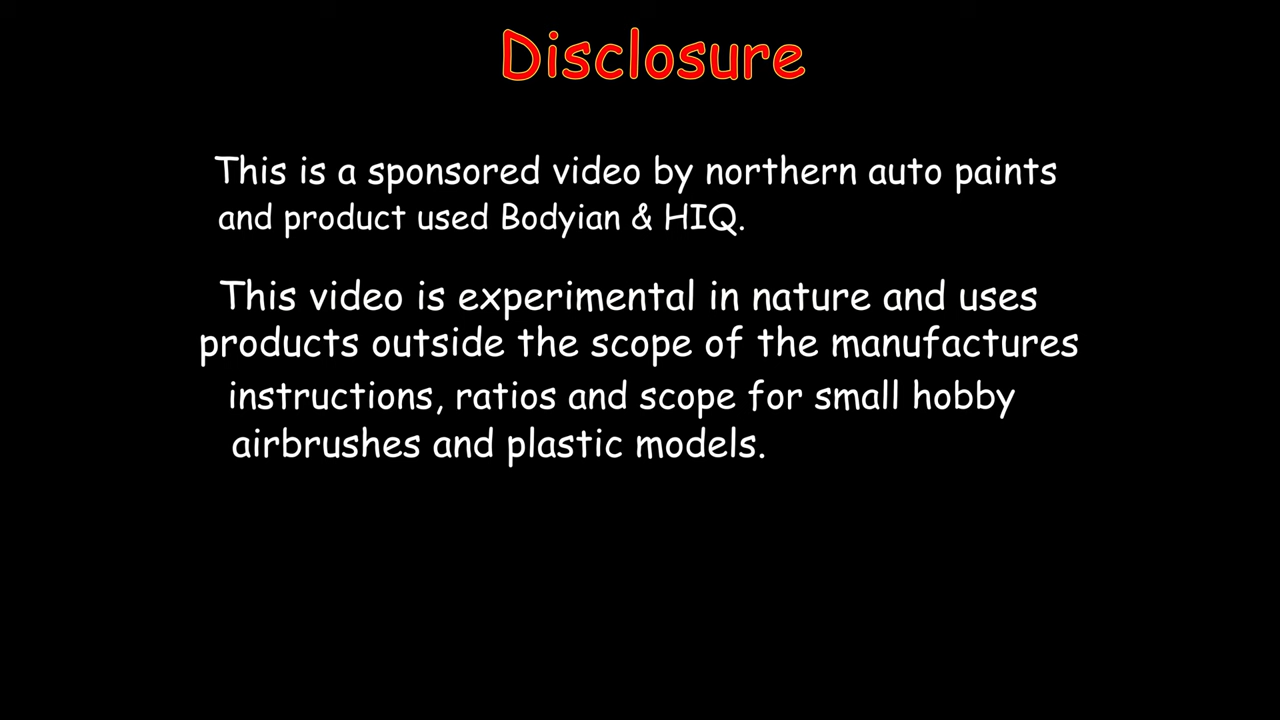 Disclosure
This is a sponsored video by northern auto paints
and product used Bodyian & HIQ.
This video is experimental in nature and uses
products outside the scope of the manufactures
instructions, ratios and scope for small hobby
airbrushes and plastic models.